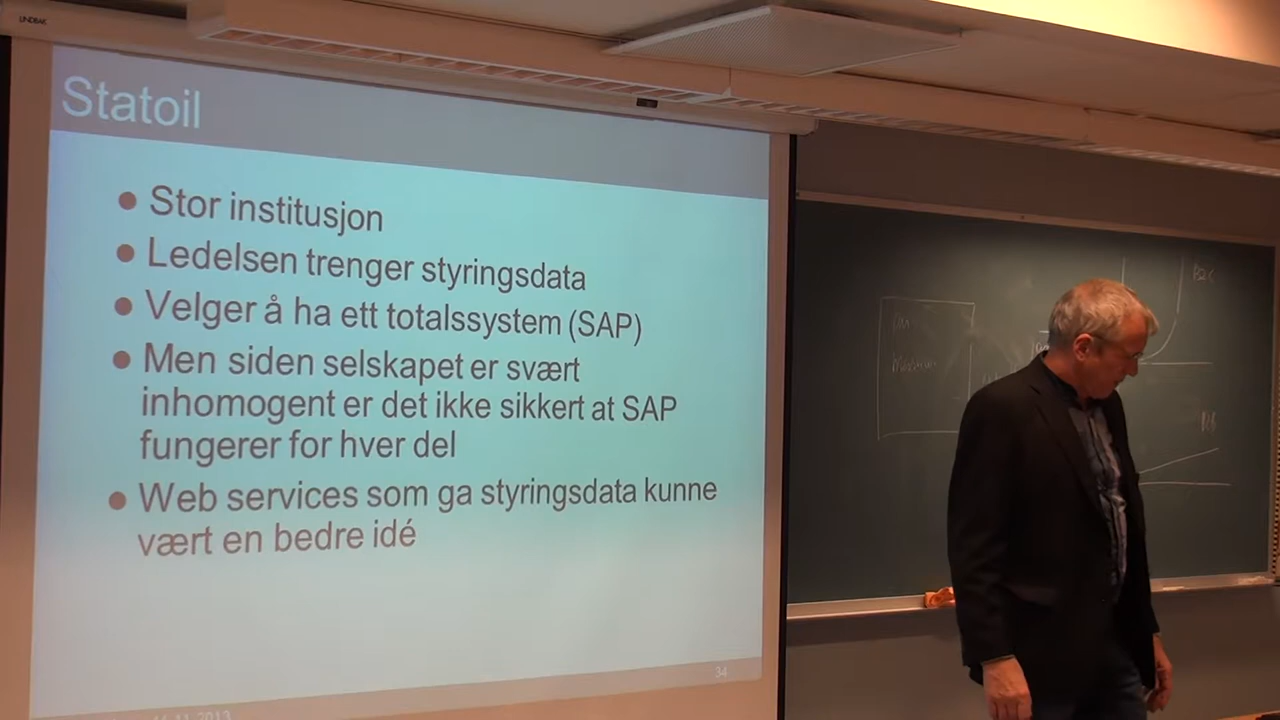 LINDBAK
Statoil
Stor institusjon
Ledelsen trenger styringsdata
Velger å ha ett totalssystem (SAP)
Men siden selskapet er svært
inhomogent er det ikke sikkert at SAP
fungerer for hver del
Web services som ga styringsdata kunne
vært en bedre idé
34